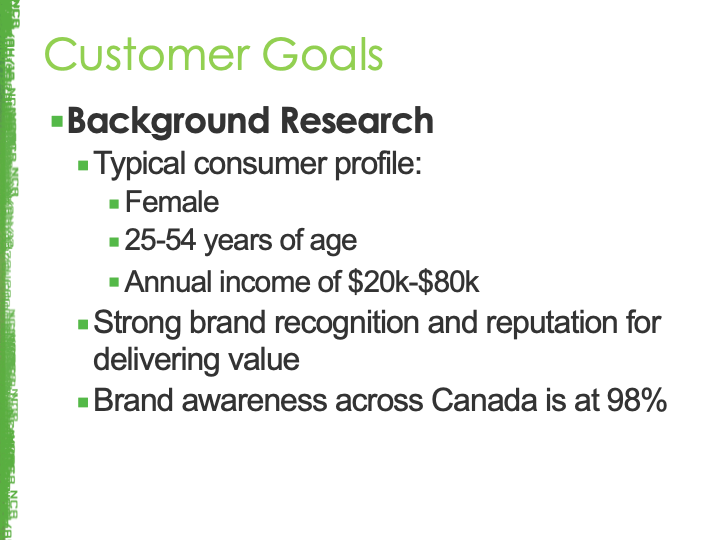 Customer Goals
Background Research
Typical consumer profile:
Female
25-54 years of age
Annual income of $20k-$80k
Strong brand recognition and reputation for
delivering value
Brand awareness across Canada is at 98%